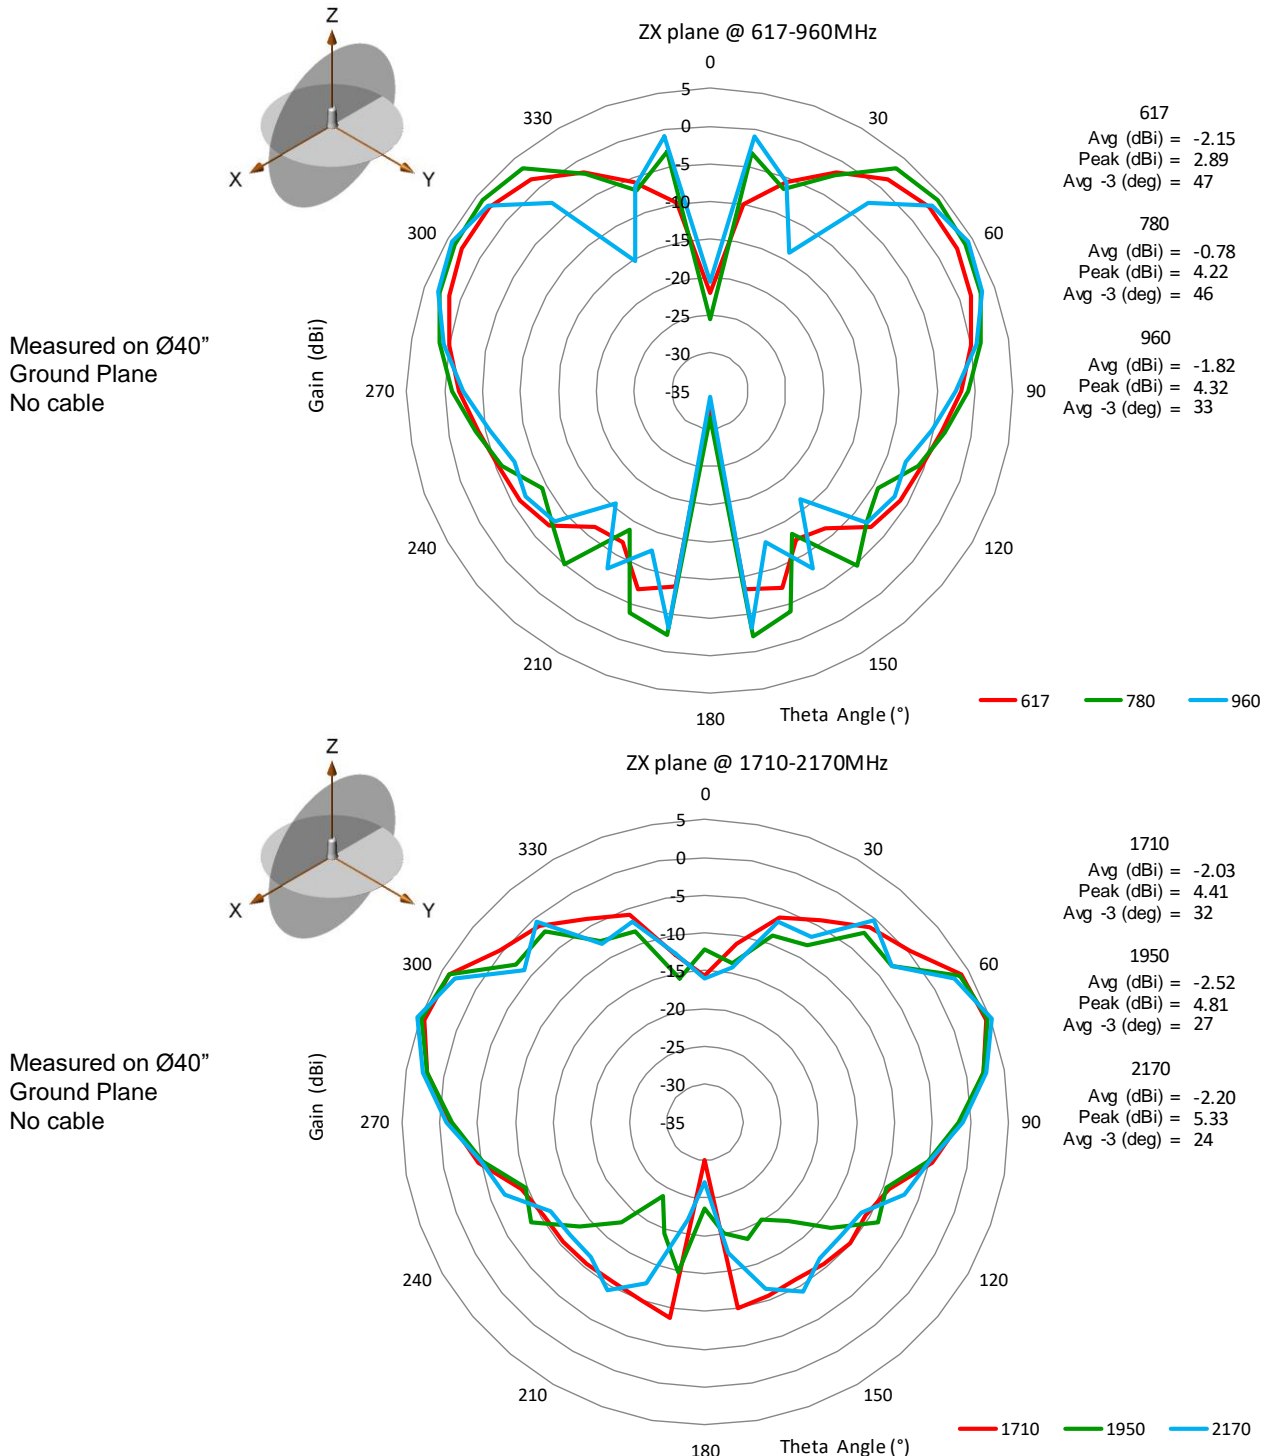 Z
X
Y
Measured on Ø40”
Ground Plane
No cable
ZX plane @ 617-960MHz
0
30
60
90
120
150
180
210
240
270
300
330
5
0
-5
-10
-15
-20
-25
-30
-35
Gain (dBi)
Theta Angle (°)
617
Avg (dBi) = -2.15
Peak (dBi) = 2.89
Avg -3 (deg) = 47
780
Avg (dBi) = -0.78
Peak (dBi) = 4.22
Avg -3 (deg) = 46
960
Avg (dBi) = -1.82
Peak (dBi) = 4.32
Avg -3 (deg) = 33
617 780 960
Z
X
Y
Measured on Ø40”
Ground Plane
No cable
ZX plane @ 1710-2170MHz
0
30
60
90
120
150
180
210
240
270
300
330
5
0
-5
-10
-15
-20
-25
-30
-35
Gain (dBi)
Theta Angle (°)
1710
Avg (dBi) = -2.03
Peak (dBi) = 4.41
Avg -3 (deg) = 32
1950
Avg (dBi) = -2.52
Peak (dBi) = 4.81
Avg -3 (deg) = 27
2170
Avg (dBi) = -2.20
Peak (dBi) = 5.33
Avg -3 (deg) = 24
1710 1950 2170